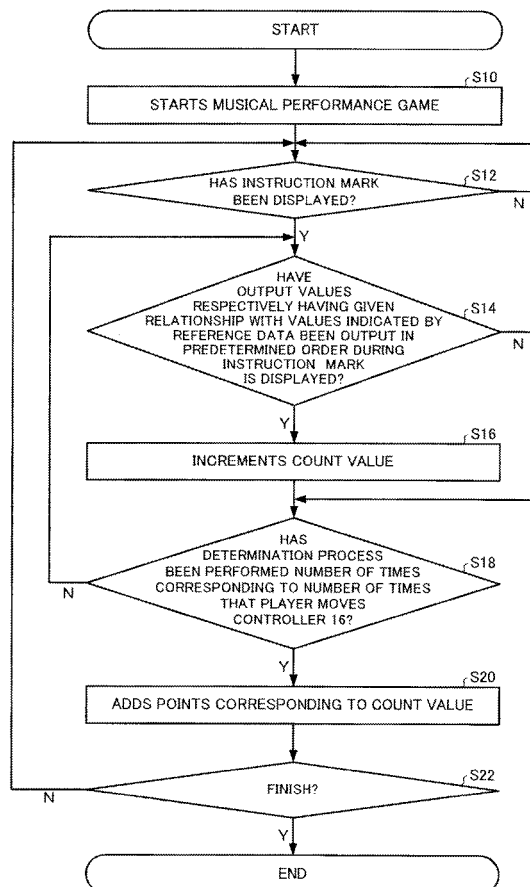 START
S10
STARTS MUSICAL PERFORMANCE GAME
S12
HAS INSTRUCTION MARK
BEEN DISPLAYED?
N
Y
HAVE
OUTPUT VALUES
RESPECTIVELY HAVING GIVEN
RELATIONSHIP WITH VALUES INDICATED BY
REFERENCE DATA BEEN OUTPUT IN
PREDETERMINED ORDER DURING
INSTRUCTION MARK
IS DISPLAYED?
S14
N
Y
S16
INCREMENTS COUNT VALUE
HAS
DETERMINATION PROCESS
BEEN PERFORMED NUMBER OF TIMES
CORRESPONDING TO NUMBER OF TIMES
THAT PLAYER MOVES
CONTROLLER 16?
S18
N
Y
S20
ADDS POINTS CORRESPONDING TO COUNT VALUE
S22
FINISH?
N
Y
END